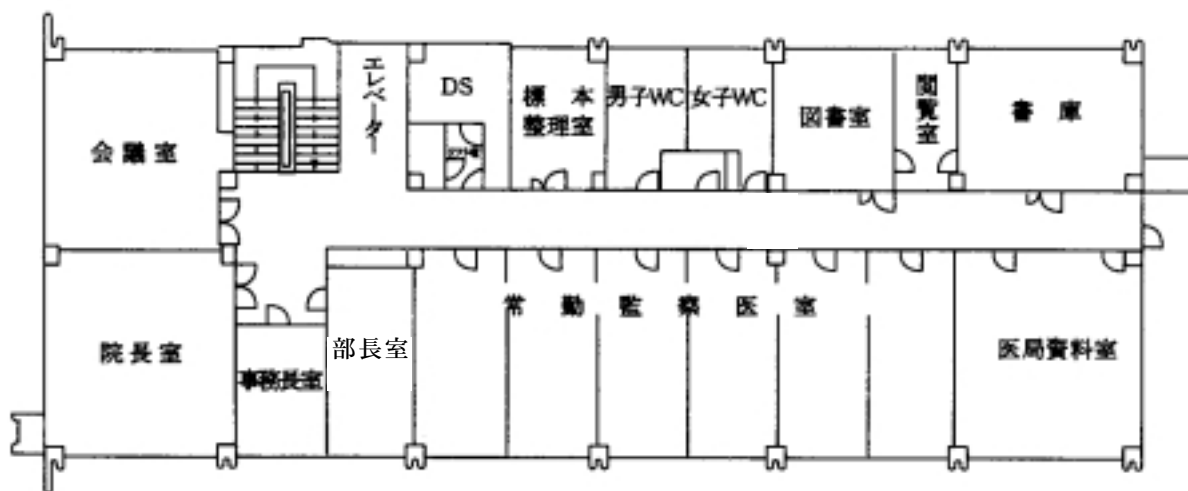 エレベーター
DS
標本
整理室
男子WC
女子WC
図書室
閲覧室
書庫
会議室
常勤監察医室
院長室
事務長室
部長室
医局資料室